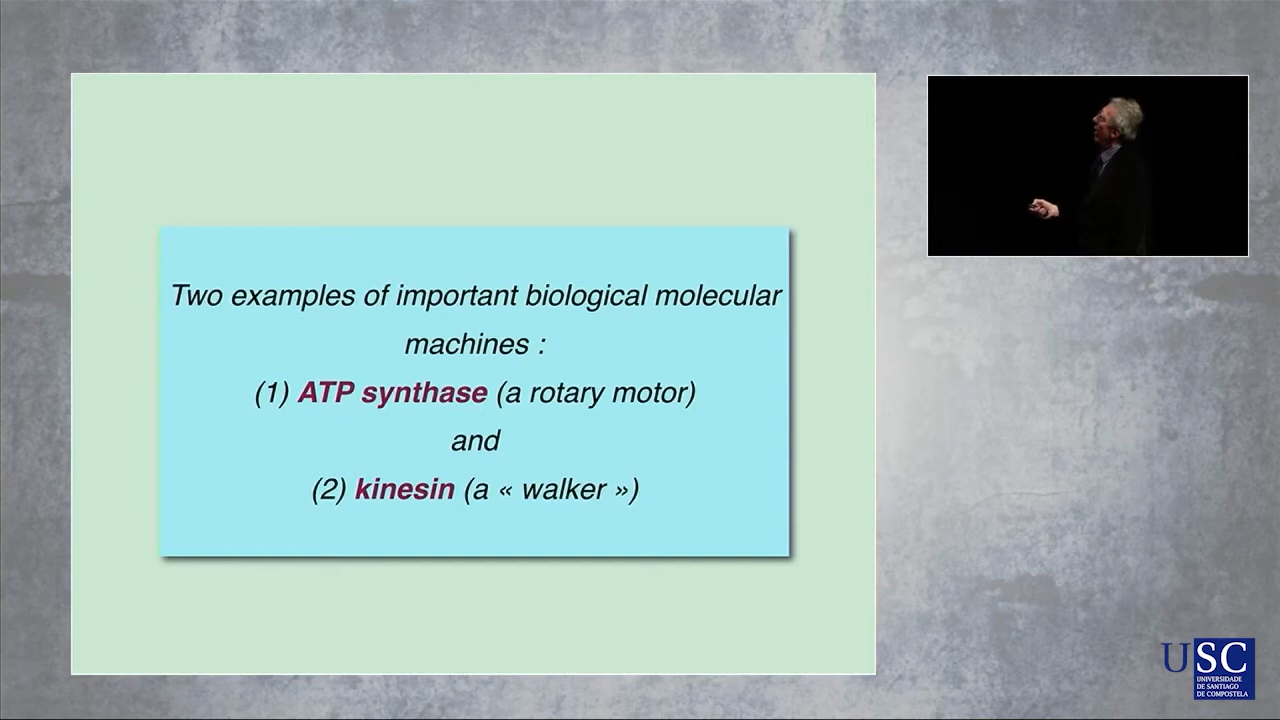 Two examples of important biological molecular
machines :
(1) ATP synthase (a rotary motor)
and
(2) kinesin (a « walker »)
USC
UNIVERSIDADE
DE SANTIAGO
DE COMPOSTELA